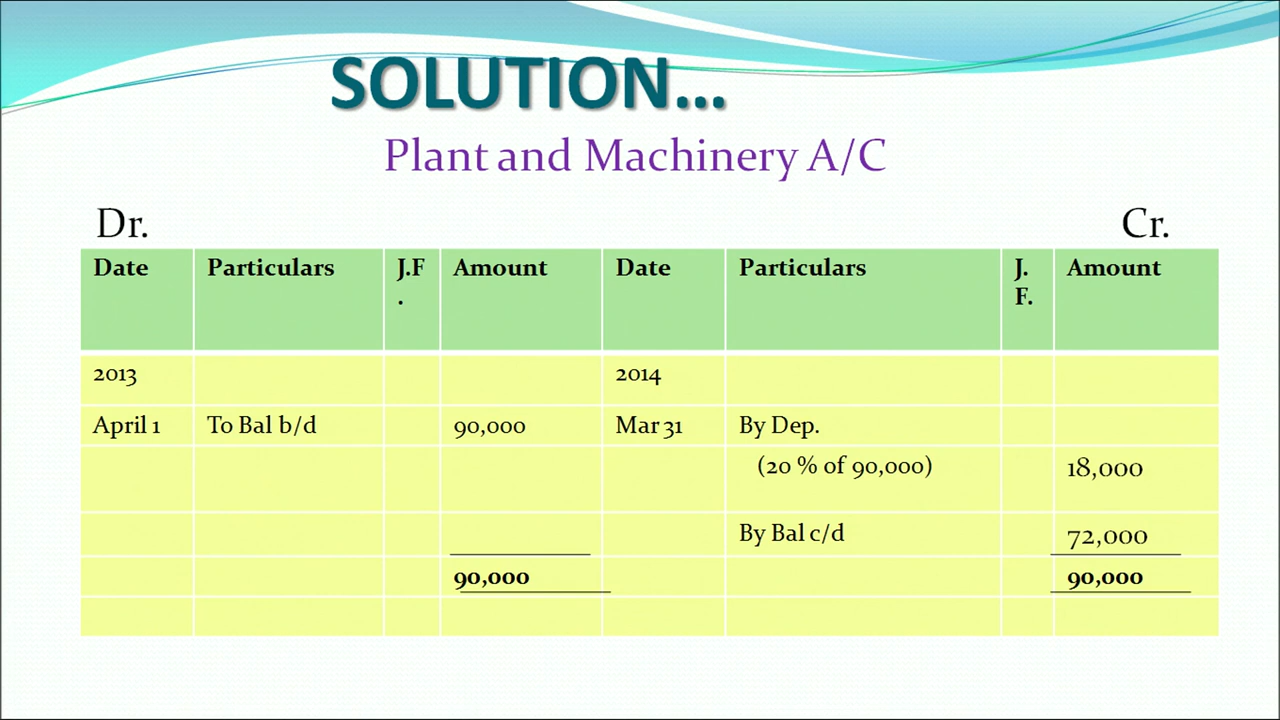 SOLUTION...
Plant and Machinery A/C
Dr. Cr.
Date Particulars J.F Amount Date Particulars J. Amount
. F.
2013 2014
April 1 To Bal b/d 90,000 Mar 31 By Dep.
(20 % of 90,000) 18,000
By Bal c/d 72,000
90,000 90,000